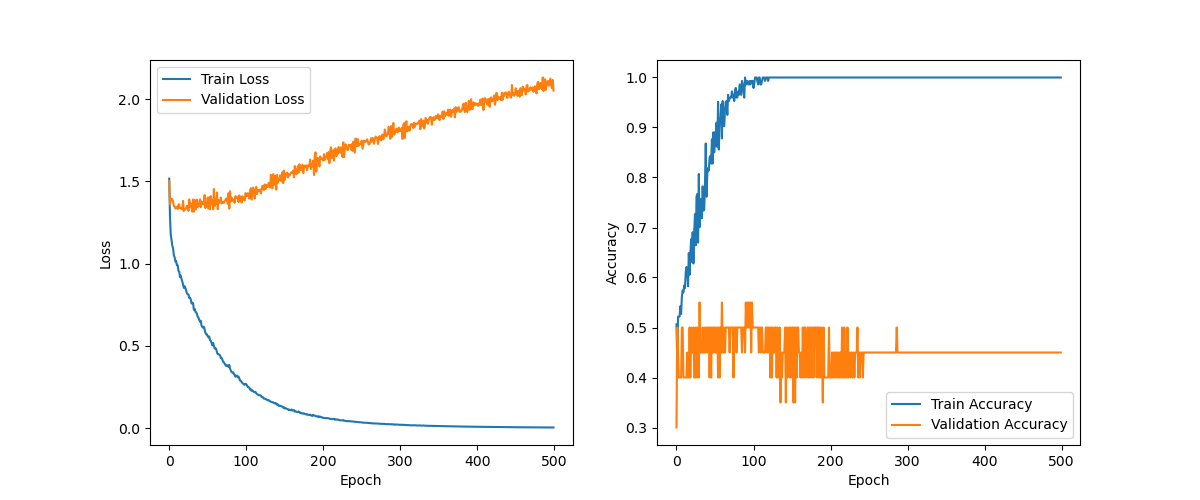 Train Loss
Validation Loss
2.0
1.5
1.0
0.5
0.0
Loss
0 100 200 300 400 500
Epoch
1.0
0.9
0.8
0.7
0.6
0.5
0.4
0.3
Accuracy
Train Accuracy
Validation Accuracy
0 100 200 300 400 500
Epoch